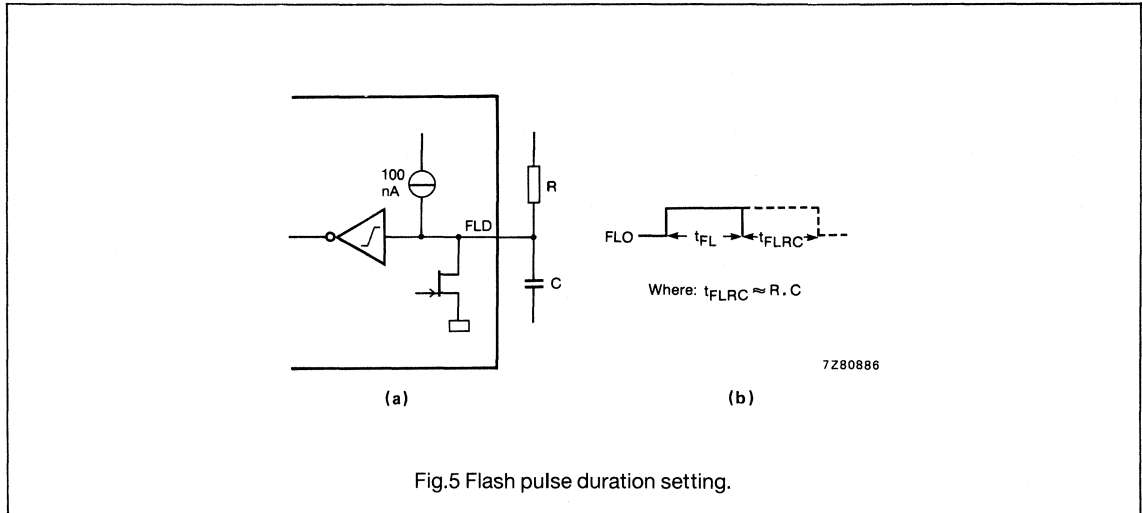 100
nA
FLD
R
C
FLO
tFL
tFLRC
Where: tFLRC ≈ R.C
7Z80886
(a)
(b)
Fig.5 Flash pulse duration setting.